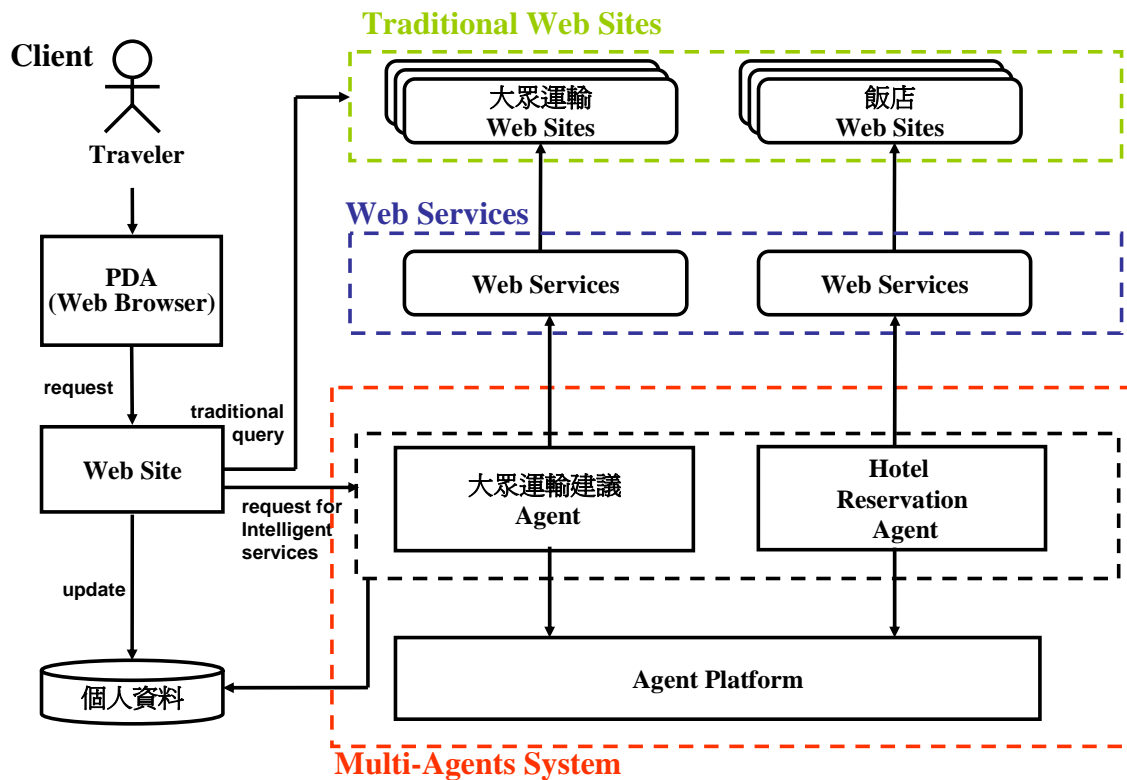 Traditional Web Sites
Client
大眾運輸
Web Sites
飯店
Web Sites
Traveler
Web Services
PDA
(Web Browser)
Web Services
Web Services
request
traditional
query
Web Site
大眾運輸建議
Agent
Hotel
Reservation
Agent
request for
Intelligent
services
update
個人資料
Agent Platform
Multi-Agents System